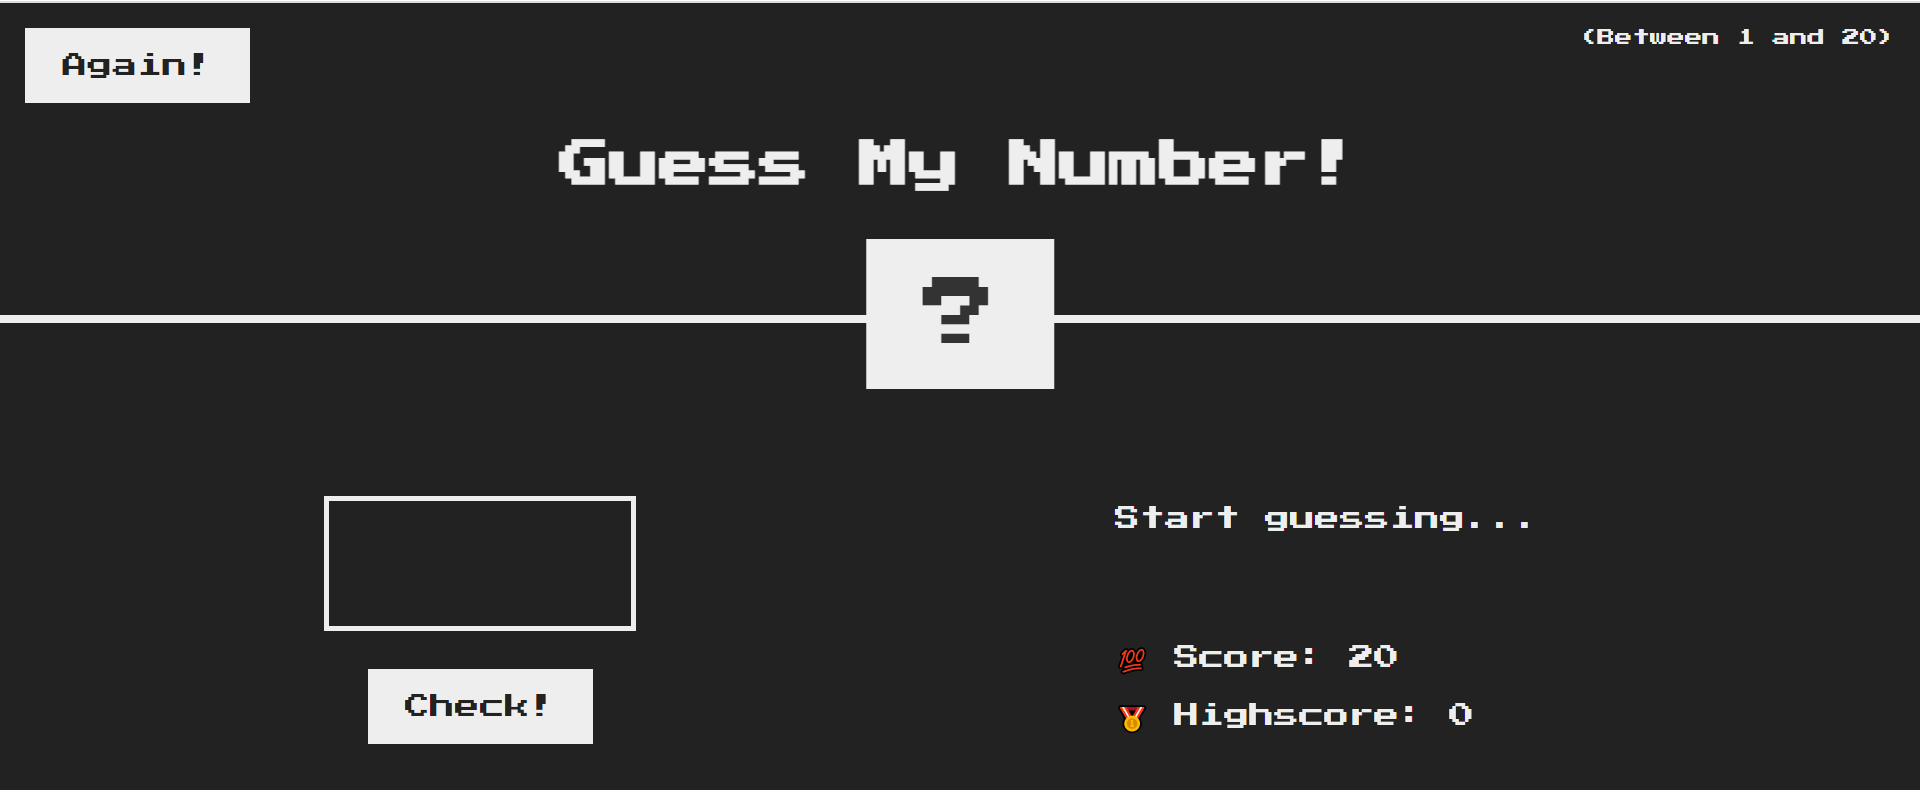 Again!
(Between 1 and 20)
Guess My Number!
?
Start guessing...
💯 Score: 20
Check!
🥇 Highscore: 0